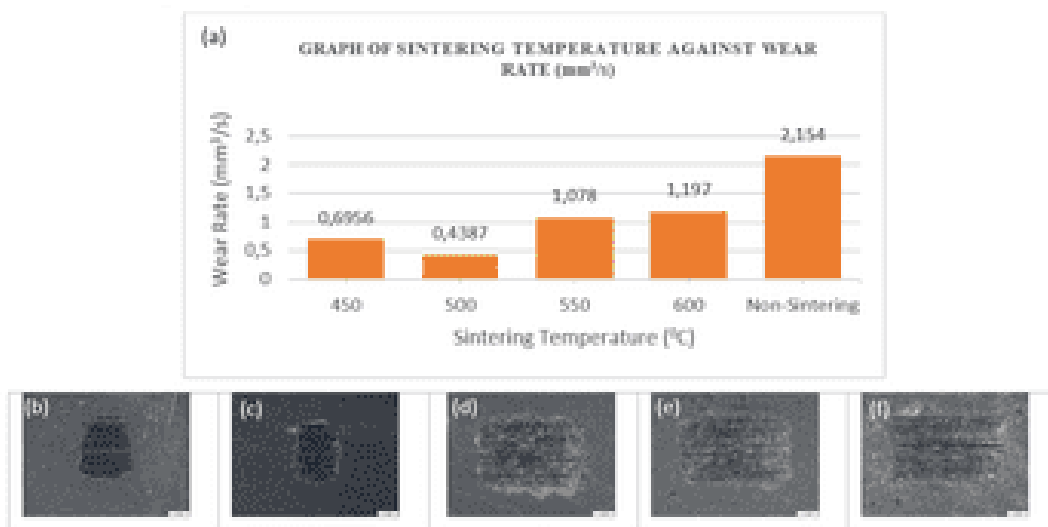 (a)
GRAPH OF SINTERING TEMPERATURE AGAINST WEAR
RATE (mm³/s)
Wear Rate (mm³/s)
2,5
2
1,5
1
0,5
0
0,6956
0,4387
1,078
1,197
2,154
450 500 550 600 Non-Sintering
Sintering Temperature (⁰C)
(b) (c) (d) (e) (f)